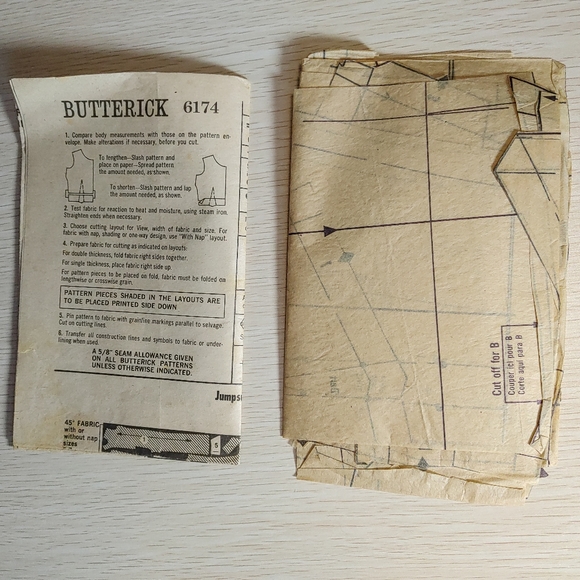 BUTTERICK 6174
1. Compare body measurements with those on the pattern en-
velope. Make alterations if necessary, before you cut.
To lengthen—Slash pattern and
place on paper—Spread pattern
the amount needed, as shown.
To shorten—Slash pattern and lap
the amount needed, as shown.
2. Test fabric for reaction to heat and moisture, using steam iron.
Straighten ends when necessary.
3. Choose cutting layout for View, width of fabric and size. For
fabric with nap, shading or one-way design, use "With Nap" layout.
4. Prepare fabric for cutting as indicated on layouts
For double thickness, fold fabric right sides together.
For single thickness, place fabric right side up.
For pattern pieces to be placed on fold, fabric must be folded on
lengthwise or crosswise grain.
PATTERN PIECES SHADED IN THE LAYOUTS ARE
TO BE PLACED PRINTED SIDE DOWN
5. Pin pattern to fabric with grainline markings parallel to selvage.
Cut on cutting lines.
6. Transfer all construction lines and symbols to fabric or under-
lining when used.
A 5/8" SEAM ALLOWANCE GIVEN
ON ALL BUTTERICK PATTERNS
UNLESS OTHERWISE INDICATED.
Jumps
45" FABRIC
with or
without nap
sizes
3
5
Cut off for B
Couper ici pour B
Corte aqui para B